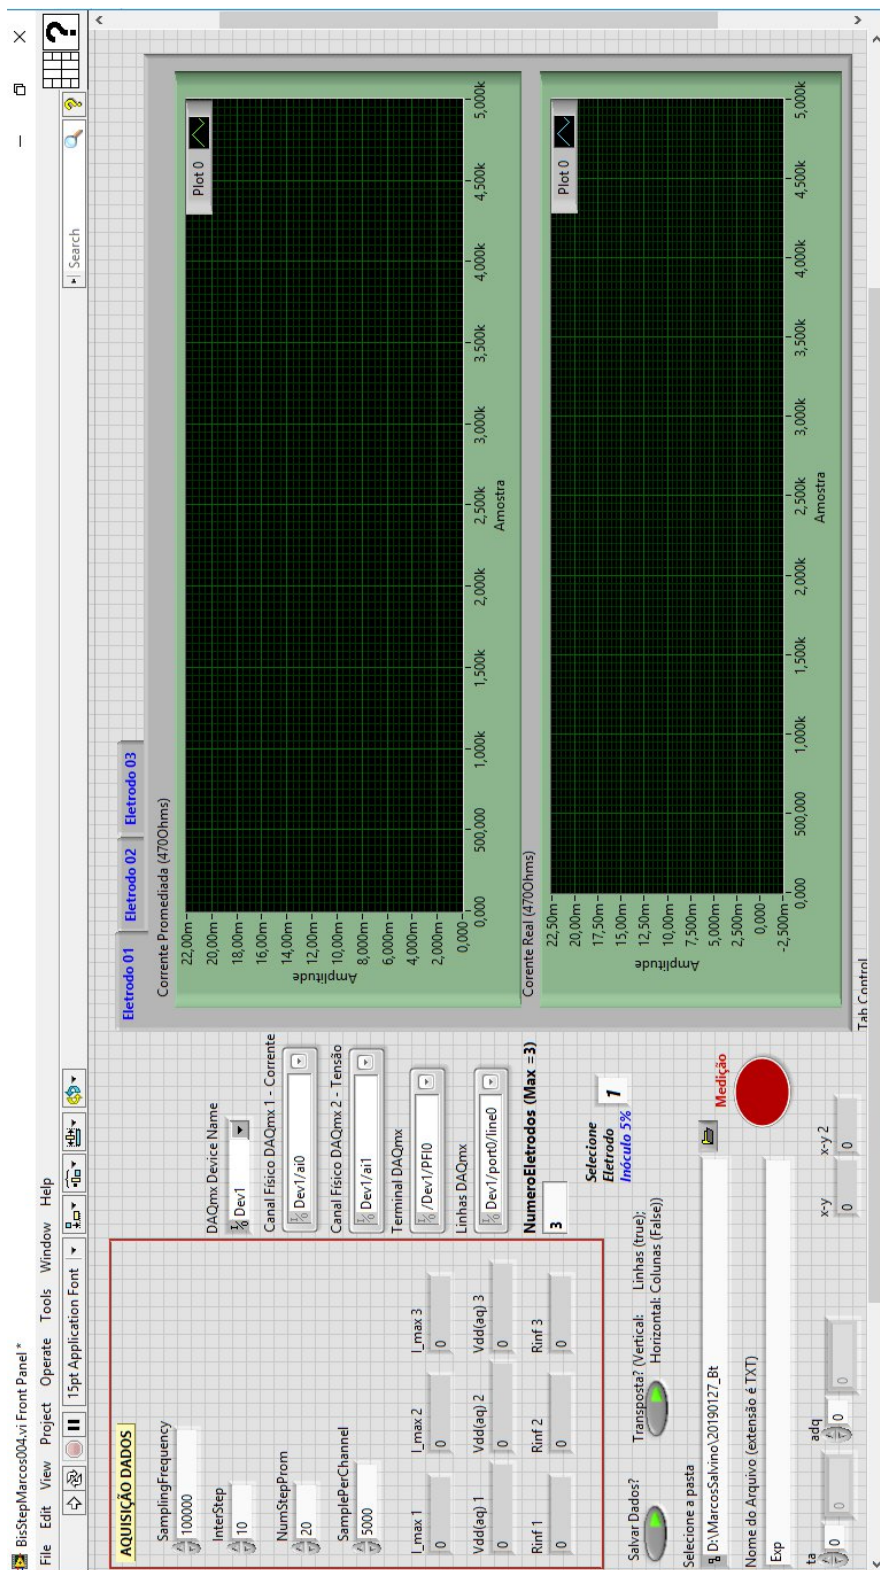 BisStepMarcos004.vi Front Panel *
File Edit View Project Operate Tools Window Help
15pt Application Font
Search
AQUISIÇÃO DADOS
SamplingFrequency
100000
InterStep
10
NumStepProm
20
SamplePerChannel
5000
I_max 1 I_max 2 I_max 3
0 0 0
Vdd(aq) 1 Vdd(aq) 2 Vdd(aq) 3
0 0 0
Rinf 1 Rinf 2 Rinf 3
0 0 0
DAQmx Device Name
Dev1
Canal Físico DAQmx 1 - Corrente
Dev1/ai0
Canal Físico DAQmx 2 - Tensão
Dev1/ai1
Terminal DAQmx
/Dev1/PFI0
Linhas DAQmx
Dev1/port0/line0
NumeroEletrodos (Max =3)
3
Selecione
Eletrodo
1
Inóculo 5%
Salvar Dados?
Transposta? (Vertical: Linhas (true);
Horizontal: Colunas (False))
Selecione a pasta
D:\MarcosSalvino\20190127_Bt
Medição
Nome do Arquivo (extensão é TXT)
Exp
ta adq x-y x-y 2
0 0 0 0 0 0
Eletrodo 01 Eletrodo 02 Eletrodo 03
Corrente Promediada (470Ohms)
Plot 0
Amplitude
22,00m
20,00m
18,00m
16,00m
14,00m
12,00m
10,00m
8,000m
6,000m
4,000m
2,000m
0,000
0,000 500,000 1,000k 1,500k 2,000k 2,500k 3,000k 3,500k 4,000k 4,500k 5,000k
Amostra
Corente Real (470Ohms)
Plot 0
Amplitude
22,50m
20,00m
17,50m
15,00m
12,50m
10,00m
7,500m
5,000m
2,500m
0,000
-2,500m
0,000 500,000 1,000k 1,500k 2,000k 2,500k 3,000k 3,500k 4,000k 4,500k 5,000k
Amostra
Tab Control